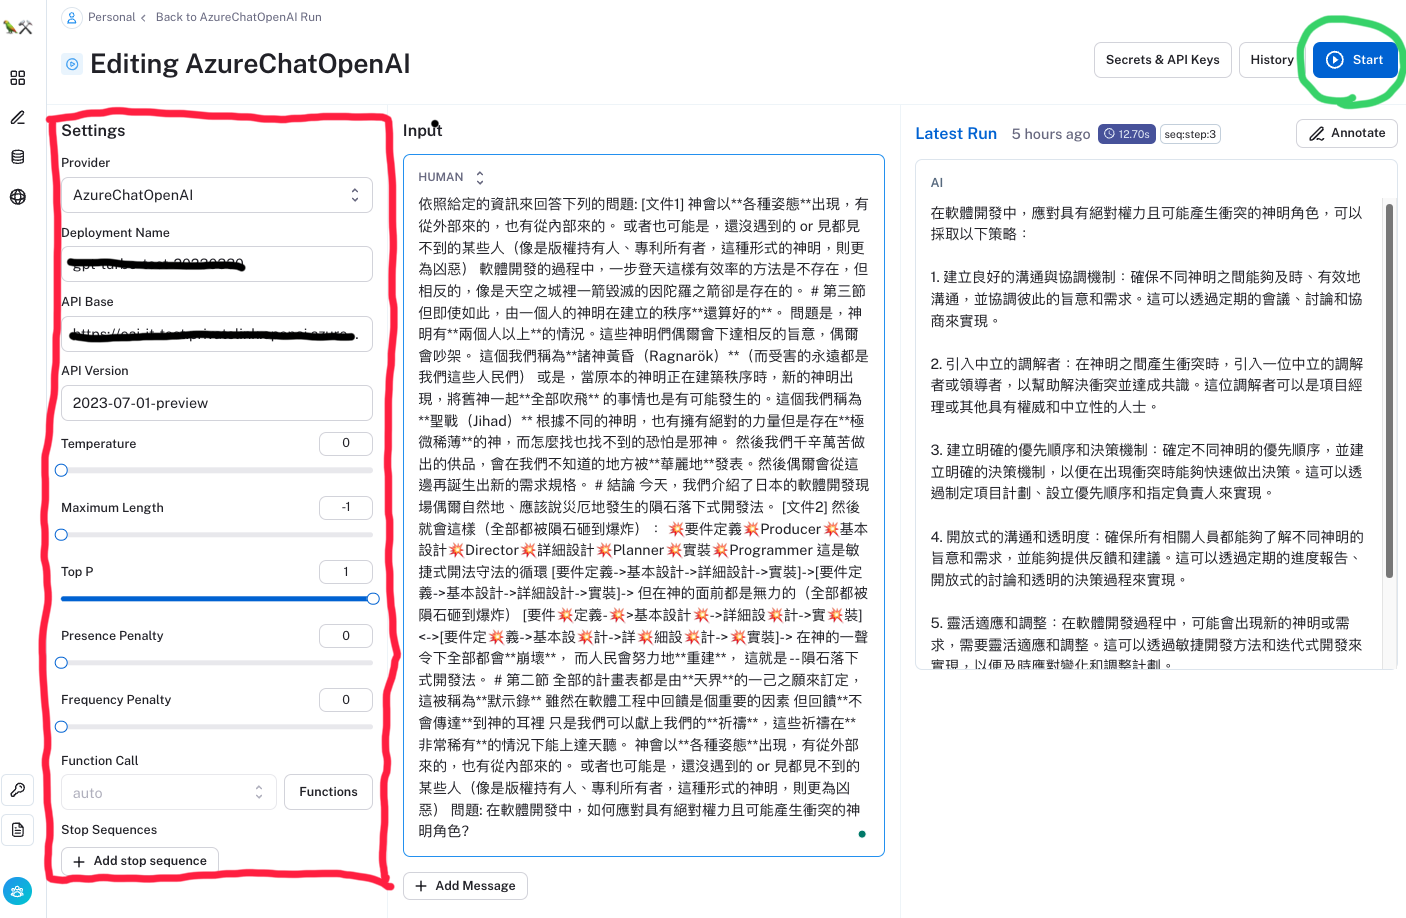 Personal
Back to AzureChatOpenAI Run
Editing AzureChatOpenAI
Secrets & API Keys
History
Start
Settings
Provider
AzureChatOpenAI
Deployment Name
API Base
API Version
2023-07-01-preview
Temperature
0
Maximum Length
-1
Top P
1
Presence Penalty
0
Frequency Penalty
0
Function Call
auto
Functions
Stop Sequences
Add stop sequence
Input
HUMAN
依照給定的資訊來回答下列的問題: [文件1] 神會以**各種姿態**出現，有
從外部來的，也有從內部來的。 或者也可能是，還沒遇到的 or 見都見
不到的某些人（像是版權持有人、專利所有者，這種形式的神明，則更
為凶惡） 軟體開發的過程中，一步登天這樣有效率的方法是不存在，但
相反的，像是天空之城裡一箭毀滅的因陀羅之箭卻是存在的。 # 第三節
但即使如此，由一個人的神明在建立的秩序**還算好的**。 問題是，神
明有**兩個人以上**的情況。這些神明們偶爾會下達相反的旨意，偶爾
會吵架。 這個我們稱為**諸神黃昏（Ragnarök）**（而受害的永遠都是
我們這些人民們） 或是，當原本的神明正在建築秩序時，新的神明出
現，將舊神一起**全部吹飛** 的事情也是有可能發生的。這個我們稱為
**聖戰（Jihad）** 根據不同的神明，也有擁有絕對的力量但是存在**極
微稀薄**的神，而怎麼找也找不到的恐怕是邪神。 然後我們千辛萬苦做
出的供品，會在我們不知道的地方被**華麗地**發表。然後偶爾會從這
邊再誕生出新的需求規格。 # 結論 今天，我們介紹了日本的軟體開發現
場偶爾自然地、應該說災厄地發生的隕石落下式開發法。 [文件2] 然後
就會這樣（全部都被隕石砸到爆炸）： 💥要件定義💥Producer💥基本
設計💥Director💥詳細設計💥Planner💥實裝💥Programmer 這是敏
捷式開法守法的循環 [要件定義->基本設計->詳細設計->實裝]->[要件定
義->基本設計->詳細設計->實裝]-> 但在神的面前都是無力的（全部都被
隕石砸到爆炸） [要件💥定義-💥>基本設計💥->詳細設💥計->實💥裝]
<->[要件定💥義->基本設💥計->詳💥細設💥計->💥實裝]-> 在神的一聲
令下全部都會**崩壞**， 而人民會努力地**重建**， 這就是 -- 隕石落下
式開發法。 # 第二節 全部的計畫表都是由**天界**的一己之願來訂定，
這被稱為**默示錄** 雖然在軟體工程中回饋是個重要的因素 但回饋**不
會傳達**到神的耳裡 只是我們可以獻上我們的**祈禱**，這些祈禱在**
非常稀有**的情況下能上達天聽。 神會以**各種姿態**出現，有從外部
來的，也有從內部來的。 或者也可能是，還沒遇到的 or 見都見不到的
某些人（像是版權持有人、專利所有者，這種形式的神明，則更為凶
惡） 問題: 在軟體開發中，如何應對具有絕對權力且可能產生衝突的神
明角色?
Add Message
Latest Run
5 hours ago
12.70s
seq:step:3
Annotate
AI
在軟體開發中，應對具有絕對權力且可能產生衝突的神明角色，可以
採取以下策略：
1. 建立良好的溝通與協調機制：確保不同神明之間能夠及時、有效地
溝通，並協調彼此的旨意和需求。這可以透過定期的會議、討論和協
商來實現。
2. 引入中立的調解者：在神明之間產生衝突時，引入一位中立的調解
者或領導者，以幫助解決衝突並達成共識。這位調解者可以是項目經
理或其他具有權威和中立性的人士。
3. 建立明確的優先順序和決策機制：確定不同神明的優先順序，並建
立明確的決策機制，以便在出現衝突時能夠快速做出決策。這可以透
過制定項目計劃、設立優先順序和指定負責人來實現。
4. 開放式的溝通和透明度：確保所有相關人員都能夠了解不同神明的
旨意和需求，並能夠提供反饋和建議。這可以透過定期的進度報告、
開放式的討論和透明的決策過程來實現。
5. 靈活適應和調整：在軟體開發過程中，可能會出現新的神明或需
求，需要靈活適應和調整。這可以透過敏捷開發方法和迭代式開發來
實現，以便及時應對變化和調整計劃。